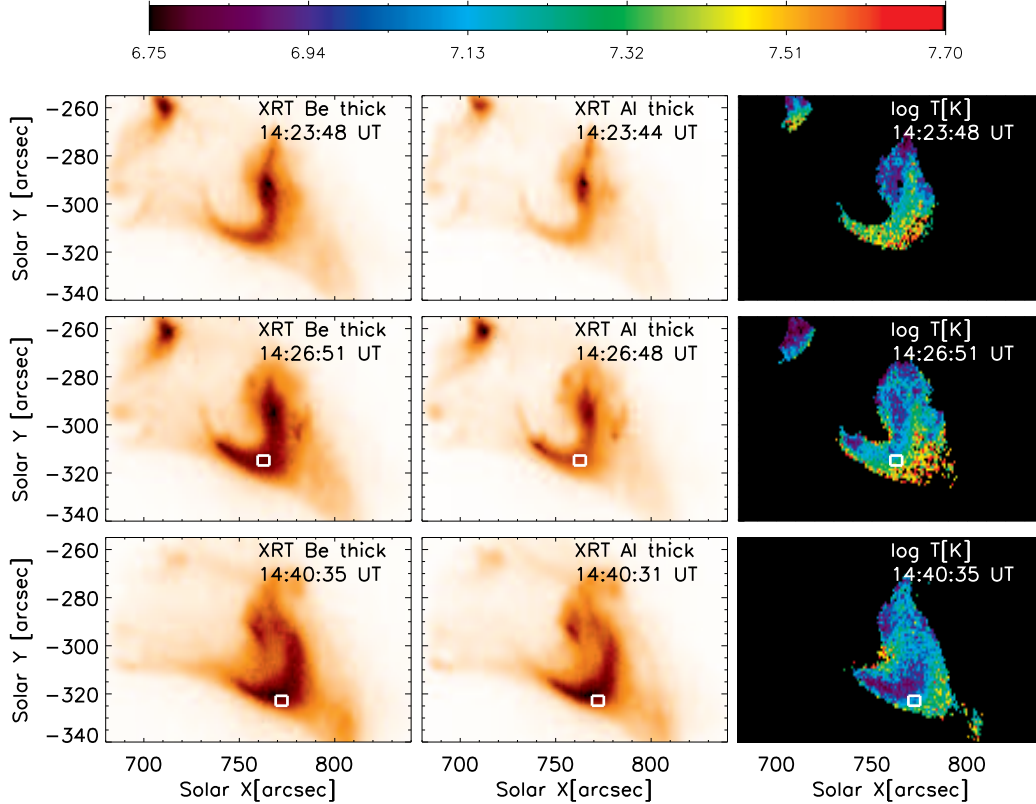 6.75 6.94 7.13 7.32 7.51 7.70
XRT Be thick
14:23:48 UT
XRT Al thick
14:23:44 UT
log T[K]
14:23:48 UT
−260
−280
−300
−320
−340
Solar Y [arcsec]
XRT Be thick
14:26:51 UT
XRT Al thick
14:26:48 UT
log T[K]
14:26:51 UT
−260
−280
−300
−320
−340
Solar Y [arcsec]
XRT Be thick
14:40:35 UT
XRT Al thick
14:40:31 UT
log T[K]
14:40:35 UT
−260
−280
−300
−320
−340
Solar Y [arcsec]
700 760 800
700 760 800
700 760 800
Solar X[arcsec]
Solar X[arcsec]
Solar X[arcsec]